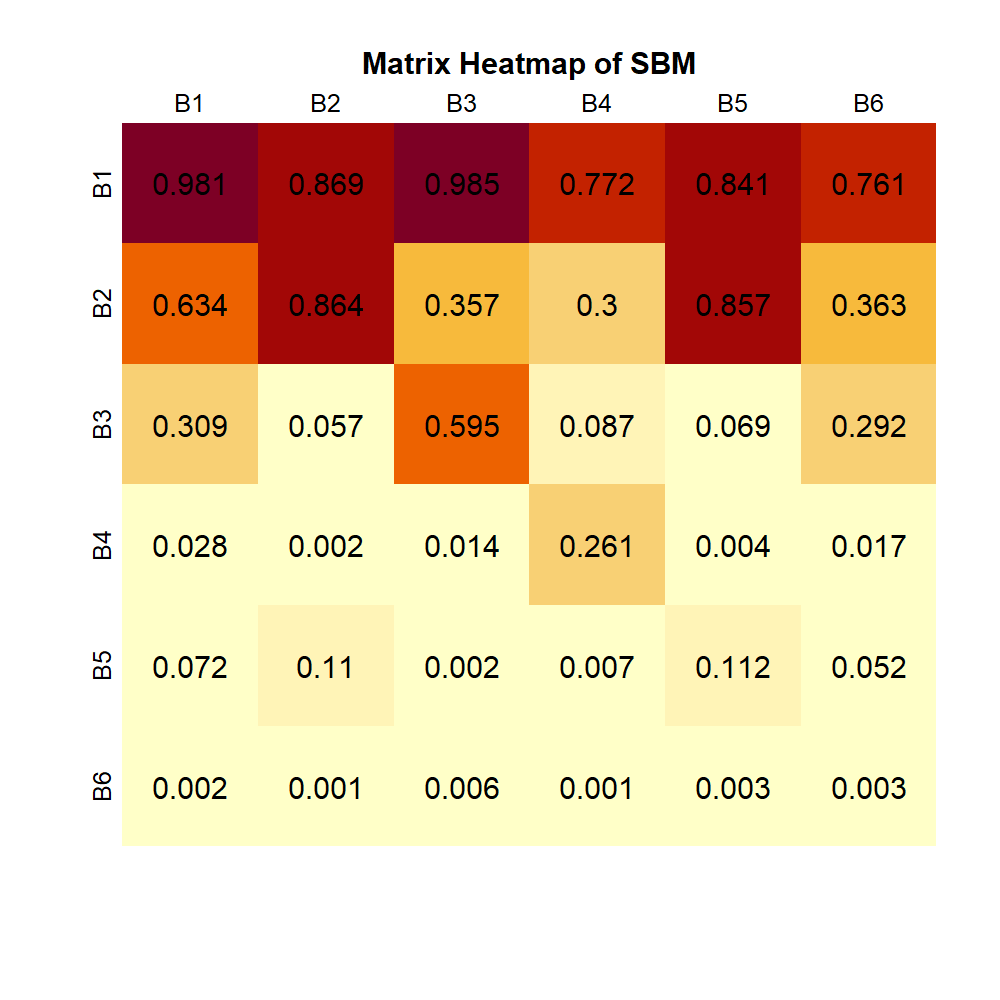 Matrix Heatmap of SBM
B1 B2 B3 B4 B5 B6
B1 0.981 0.869 0.985 0.772 0.841 0.761
B2 0.634 0.864 0.357 0.3 0.857 0.363
B3 0.309 0.057 0.595 0.087 0.069 0.292
B4 0.028 0.002 0.014 0.261 0.004 0.017
B5 0.072 0.11 0.002 0.007 0.112 0.052
B6 0.002 0.001 0.006 0.001 0.003 0.003